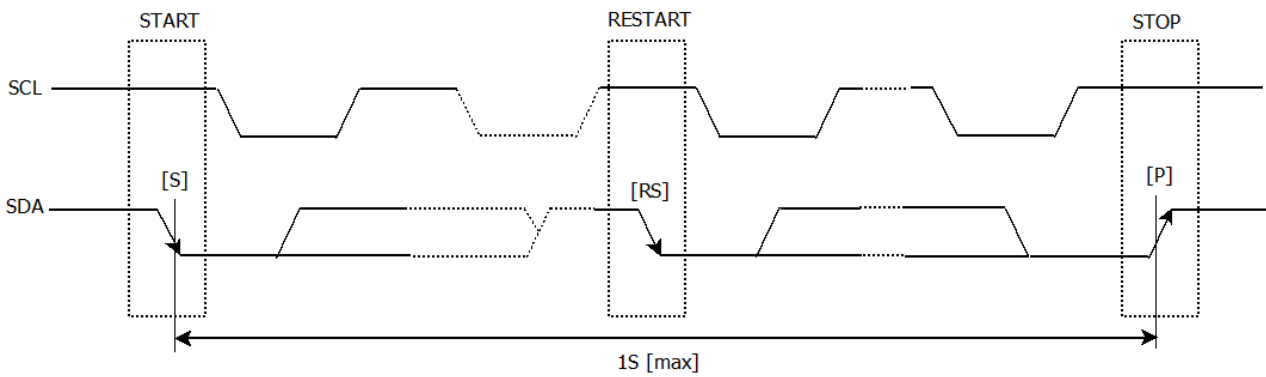 START
RESTART
STOP
SCL
[S]
[RS]
[P]
SDA
1S [max]